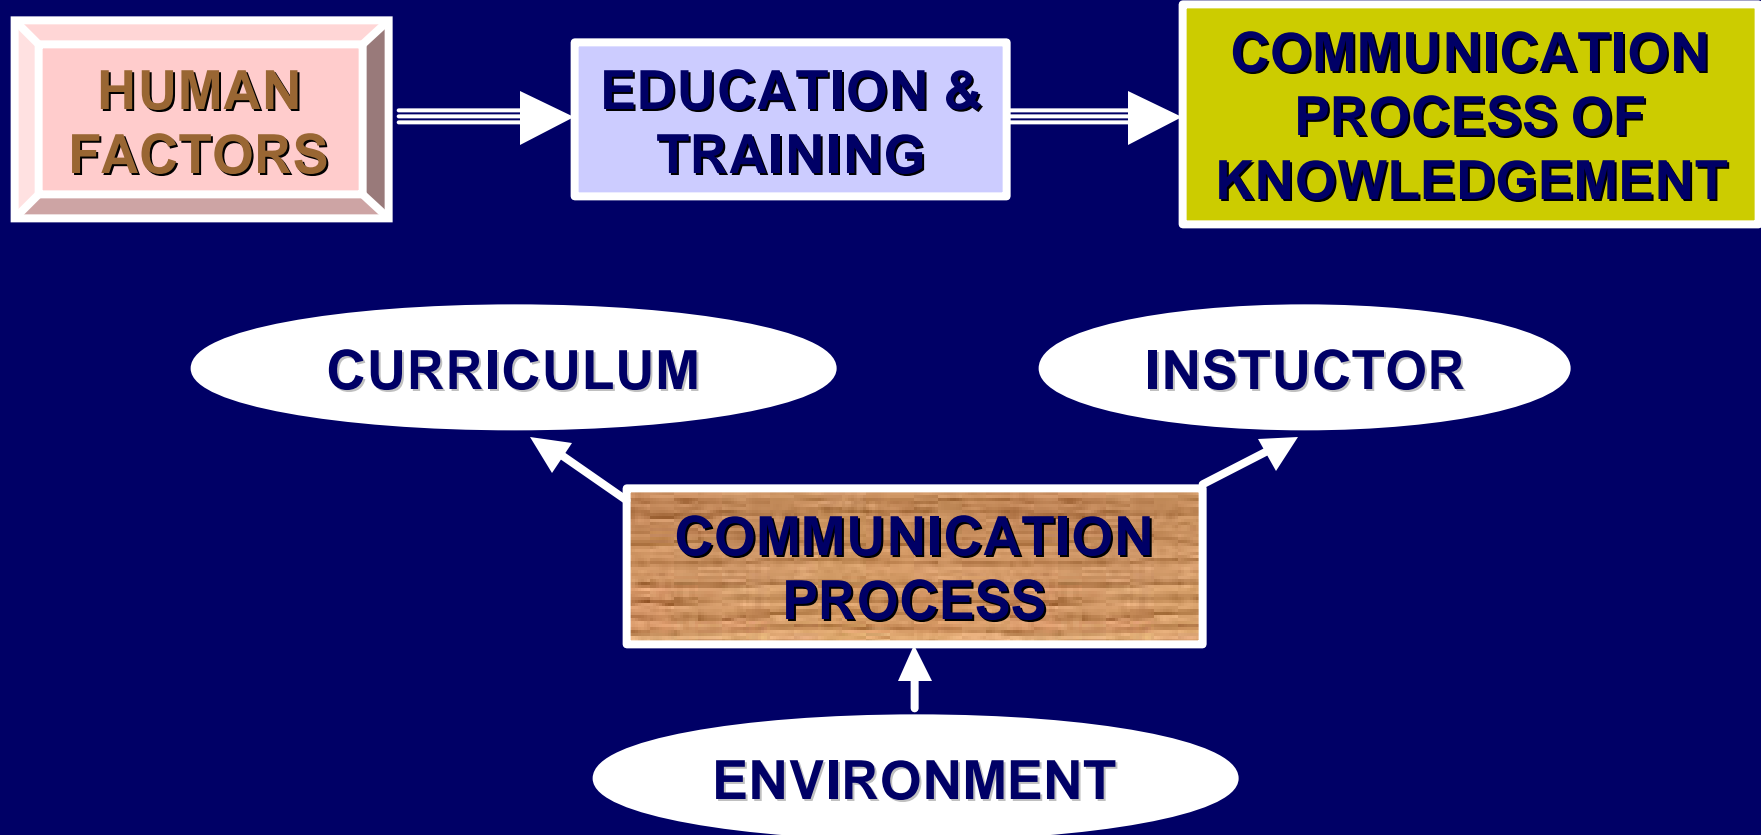 HUMAN
FACTORS
EDUCATION &
TRAINING
COMMUNICATION
PROCESS OF
KNOWLEDGEMENT
CURRICULUM
INSTUCTOR
COMMUNICATION
PROCESS
ENVIRONMENT